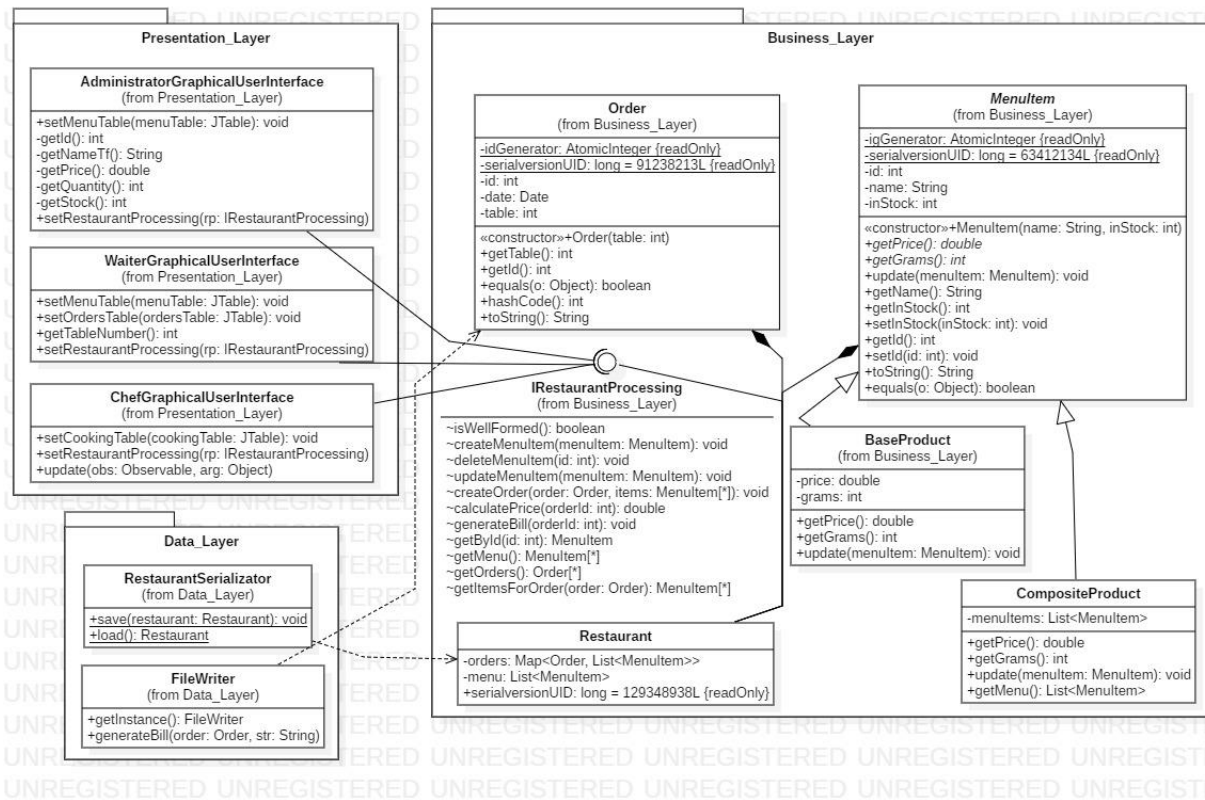 Presentation_Layer
AdministratorGraphicalUserInterface
(from Presentation_Layer)
+setMenuTable(menuTable: JTable): void
-getId(): int
-getNameTf(): String
-getPrice(): double
-getQuantity(): int
-getStock(): int
+setRestaurantProcessing(rp: IRestaurantProcessing)
WaiterGraphicalUserInterface
(from Presentation_Layer)
+setMenuTable(menuTable: JTable): void
+setOrdersTable(ordersTable: JTable): void
+getTableNumber(): int
+setRestaurantProcessing(rp: IRestaurantProcessing)
ChefGraphicalUserInterface
(from Presentation_Layer)
+setCookingTable(cookingTable: JTable): void
+setRestaurantProcessing(rp: IRestaurantProcessing)
+update(obs: Observable, arg: Object)
Data_Layer
RestaurantSerializator
(from Data_Layer)
+save(restaurant: Restaurant): void
+load(): Restaurant
FileWriter
(from Data_Layer)
+getInstance(): FileWriter
+generateBill(order: Order, str: String)
Business_Layer
Order
(from Business_Layer)
-idGenerator: AtomicInteger {readOnly}
-serialversionUID: long = 91238213L {readOnly}
-id: int
-date: Date
-table: int
«constructor»+Order(table: int)
+getTable(): int
+getId(): int
+equals(o: Object): boolean
+hashCode(): int
+toString(): String
IRestaurantProcessing
(from Business_Layer)
~isWellFormed(): boolean
~createMenuItem(menuItem: MenuItem): void
~deleteMenuItem(id: int): void
~updateMenuItem(menuItem: MenuItem): void
~createOrder(order: Order, items: MenuItem[*]): void
~calculatePrice(orderId: int): double
~generateBill(orderId: int): void
~getById(id: int): MenuItem
~getMenu(): MenuItem[*]
~getOrders(): Order[*]
~getItemsForOrder(order: Order): MenuItem[*]
Restaurant
-orders: Map<Order, List<MenuItem>>
-menu: List<MenuItem>
+serialversionUID: long = 129348938L {readOnly}
MenuItem
(from Business_Layer)
-igGenerator: AtomicInteger {readOnly}
-serialversionUID: long = 63412134L {readOnly}
-id: int
-name: String
-inStock: int
«constructor»+MenuItem(name: String, inStock: int)
+getPrice(): double
+getGrams(): int
+update(menuItem: MenuItem): void
+getName(): String
+getInStock(): int
+setInStock(inStock: int): void
+getId(): int
+setId(id: int): void
+toString(): String
+equals(o: Object): boolean
BaseProduct
(from Business_Layer)
-price: double
-grams: int
+getPrice(): double
+getGrams(): int
+update(menuItem: MenuItem): void
CompositeProduct
-menuItems: List<MenuItem>
+getPrice(): double
+getGrams(): int
+update(menuItem: MenuItem): void
+getMenu(): List<MenuItem>
UNREGISTERED UNREGISTERED UNREGISTERED UNREGISTERED UNREGISTERED